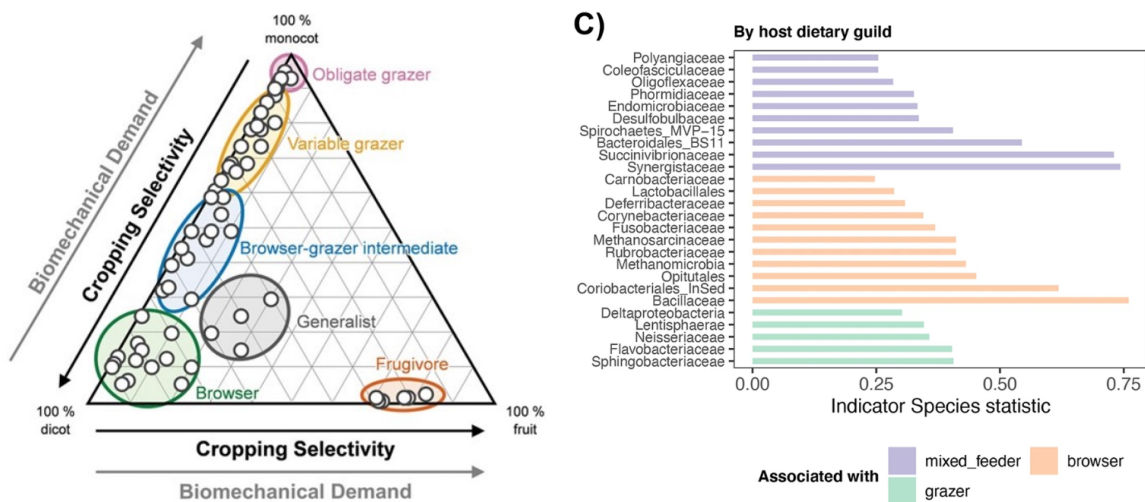 100 %
monocot
Obligate grazer
Variable grazer
Browser-grazer intermediate
Generalist
Frugivore
Browser
Biomechanical Demand
Cropping Selectivity
100 %
dicot
100 %
fruit
Cropping Selectivity
Biomechanical Demand
C)
By host dietary guild
Polyangiaceae
Coleofasciculaceae
Oligoflexaceae
Phormidiaceae
Endomicrobiaceae
Desulfobulbaceae
Spirochaetes_MVP-15
Bacteroidales_BS11
Succinivibrionaceae
Synergistaceae
Carnobacteriaceae
Lactobacillales
Deferribacteraceae
Corynebacteriaceae
Fusobacteriaceae
Methanosarcinaceae
Rubrobacteriaceae
Methanomicrobia
Opitutales
Coriobacteriales_InSed
Bacillaceae
Deltaproteobacteria
Lentisphaerae
Neisseriaceae
Flavobacteriaceae
Sphingobacteriaceae
0.00 0.25 0.50 0.75
Indicator Species statistic
Associated with
mixed_feeder
browser
grazer